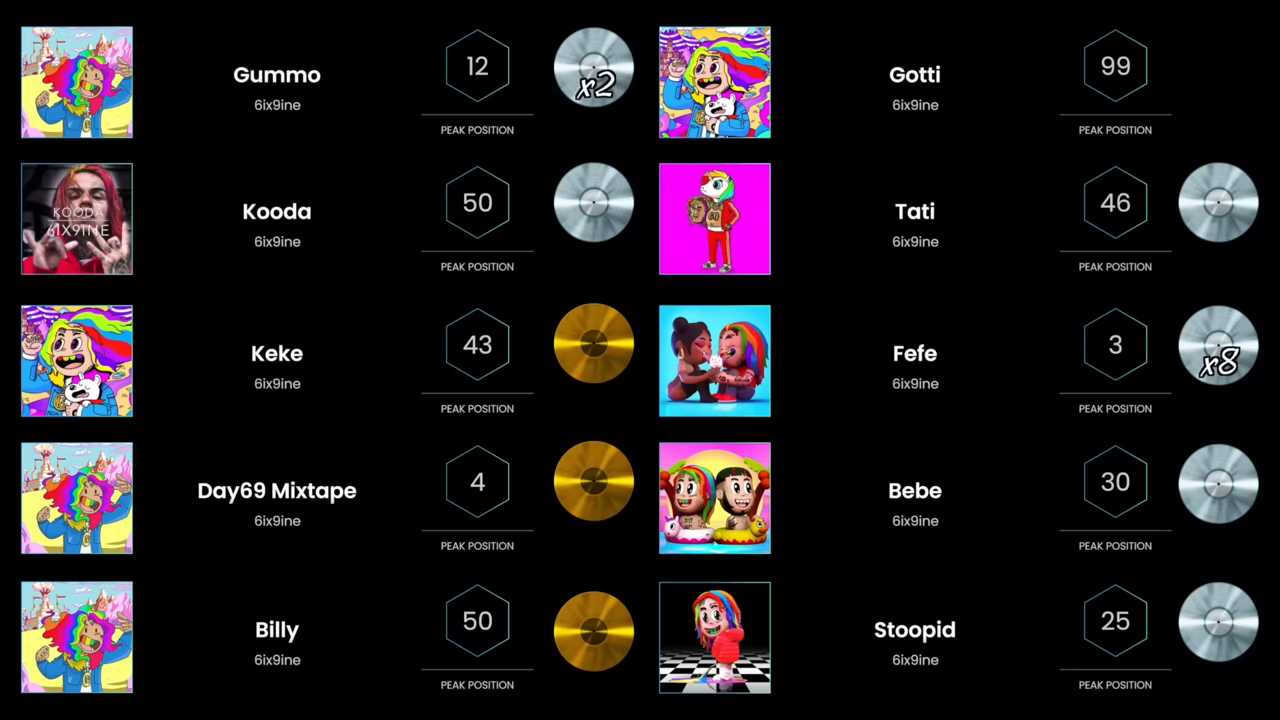 Gummo
6ix9ine
12
PEAK POSITION
x2
Gotti
6ix9ine
99
PEAK POSITION
KOODA
6IX9INE
Kooda
6ix9ine
50
PEAK POSITION
Tati
6ix9ine
46
PEAK POSITION
Keke
6ix9ine
43
PEAK POSITION
Fefe
6ix9ine
3
PEAK POSITION
x8
Day69 Mixtape
6ix9ine
4
PEAK POSITION
Bebe
6ix9ine
30
PEAK POSITION
Billy
6ix9ine
50
PEAK POSITION
Stoopid
6ix9ine
25
PEAK POSITION